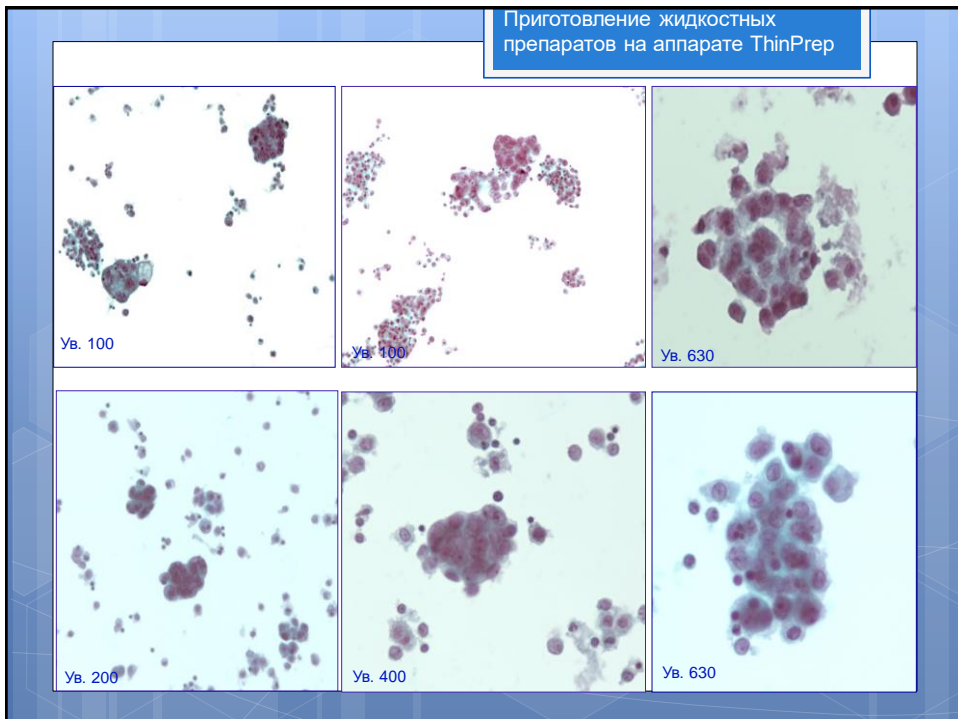 Приготовление жидкостных
препаратов на аппарате ThinPrep
Ув. 100
Ув. 100
Ув. 630
Ув. 200
Ув. 400
Ув. 630